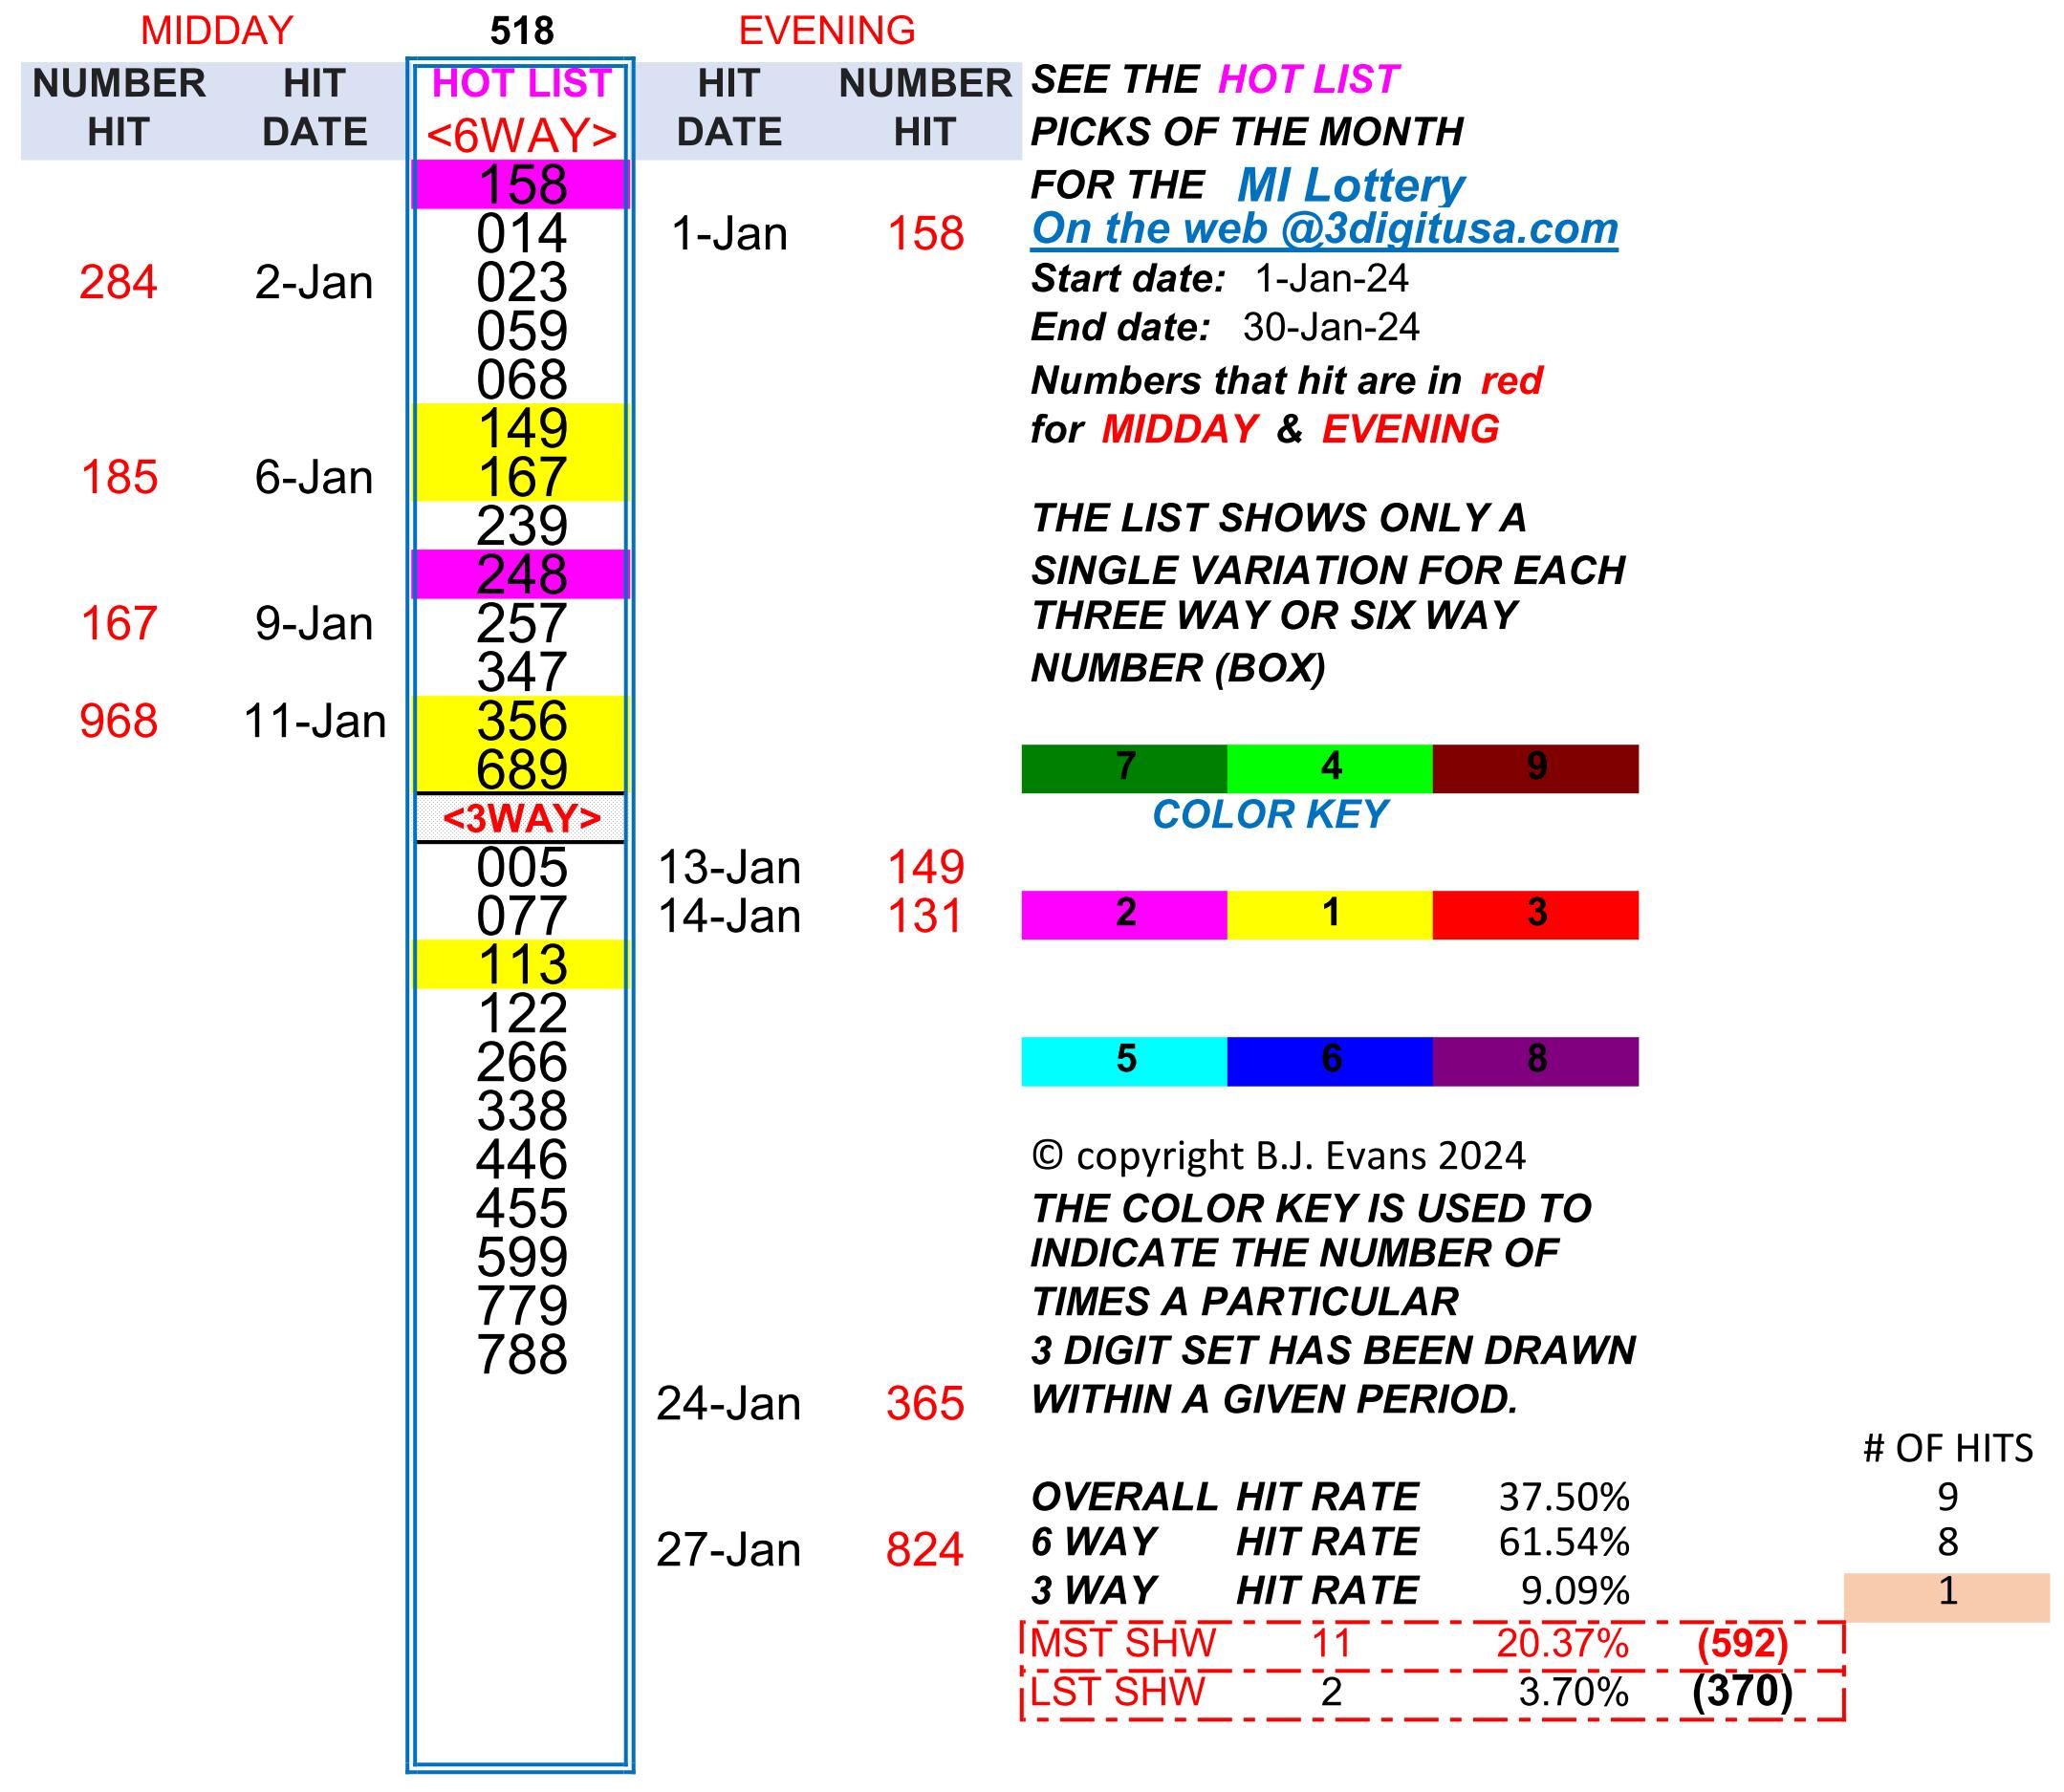 MIDDAY 518 EVENING
NUMBER HIT HOT LIST HIT NUMBER SEE THE HOT LIST
HIT DATE <6WAY> DATE HIT PICKS OF THE MONTH
158 FOR THE MI Lottery
014 1-Jan 158 On the web @3digitusa.com
284 2-Jan 023 Start date: 1-Jan-24
059 End date: 30-Jan-24
068 Numbers that hit are in red
149 for MIDDAY & EVENING
185 6-Jan 167
239 THE LIST SHOWS ONLY A
248 SINGLE VARIATION FOR EACH
167 9-Jan 257 THREE WAY OR SIX WAY
347 NUMBER (BOX)
968 11-Jan 356
689 7 4 9
<3WAY> COLOR KEY
005 13-Jan 149
077 14-Jan 131 2 1 3
113
122
266 5 6 8
338
446 © copyright B.J. Evans 2024
455 THE COLOR KEY IS USED TO
599 INDICATE THE NUMBER OF
779 TIMES A PARTICULAR
788 3 DIGIT SET HAS BEEN DRAWN
24-Jan 365 WITHIN A GIVEN PERIOD.
# OF HITS
OVERALL HIT RATE 37.50% 9
27-Jan 824 6 WAY HIT RATE 61.54% 8
3 WAY HIT RATE 9.09% 1
MST SHW 11 20.37% (592)
LST SHW 2 3.70% (370)